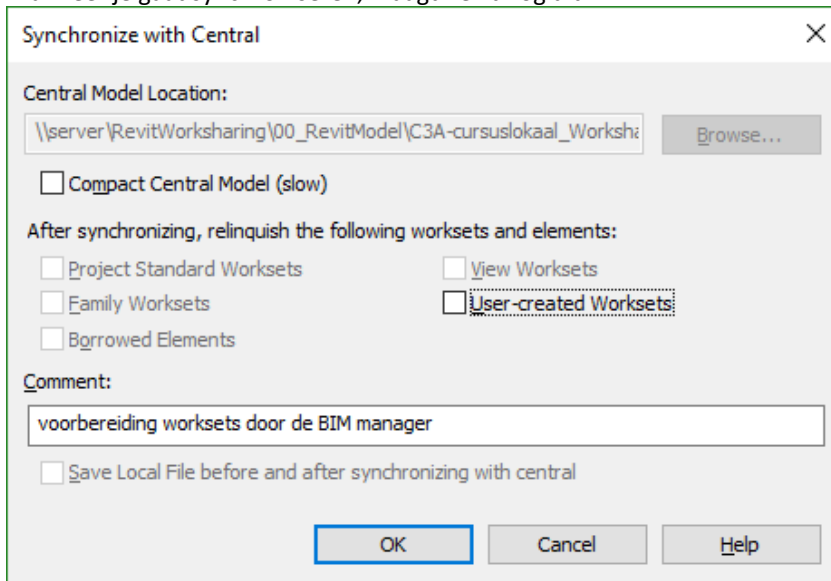 Synchronize with Central
Central Model Location:
\\server\RevitWorksharing\00_RevitModel\C3A-cursuslokaal_Worksha
Browse...
Compact Central Model (slow)
After synchronizing, relinquish the following worksets and elements:
Project Standard Worksets View Worksets
Family Worksets User-created Worksets
Borrowed Elements
Comment:
voorbereiding worksets door de BIM manager
Save Local File before and after synchronizing with central
OK Cancel Help